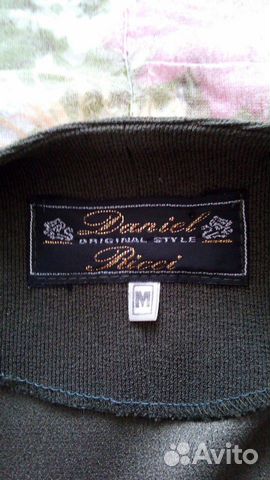 Daniel
ORIGINAL STYLE
Ricci
M
Avito